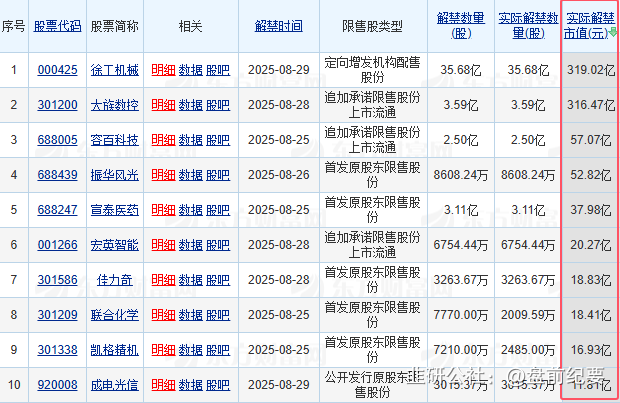 序号 股票代码 股票简称 相关 解禁时间 限售股类型 解禁数量(股) 实际解禁数量(股) 实际解禁市值(元)
1 000425 徐工机械 明细 数据 股吧 2025-08-29 定向增发机构配售股份 35.68亿 35.68亿 319.02亿
2 301200 大族数控 明细 数据 股吧 2025-08-28 追加承诺限售股份上市流通 3.59亿 3.59亿 316.47亿
3 688005 容百科技 明细 数据 股吧 2025-08-25 追加承诺限售股份上市流通 2.50亿 2.50亿 57.07亿
4 688439 振华风光 明细 数据 股吧 2025-08-26 首发原股东限售股份 8608.24万 8608.24万 52.82亿
5 688247 宣泰医药 明细 数据 股吧 2025-08-25 首发原股东限售股份 3.11亿 3.11亿 37.98亿
6 001266 宏英智能 明细 数据 股吧 2025-08-28 追加承诺限售股份上市流通 6754.44万 6754.44万 20.27亿
7 301586 佳力奇 明细 数据 股吧 2025-08-28 首发原股东限售股份 3263.67万 3263.67万 18.83亿
8 301209 联合化学 明细 数据 股吧 2025-08-25 首发原股东限售股份 7770.00万 2009.59万 18.41亿
9 301338 凯格精机 明细 数据 股吧 2025-08-25 首发原股东限售股份 7210.00万 2485.00万 16.93亿
10 920008 成电光信 明细 数据 股吧 2025-08-29 公开发行原股东限售股份 3015.37万 3015.37万 11.81亿
韭研公社：@盘前纪要